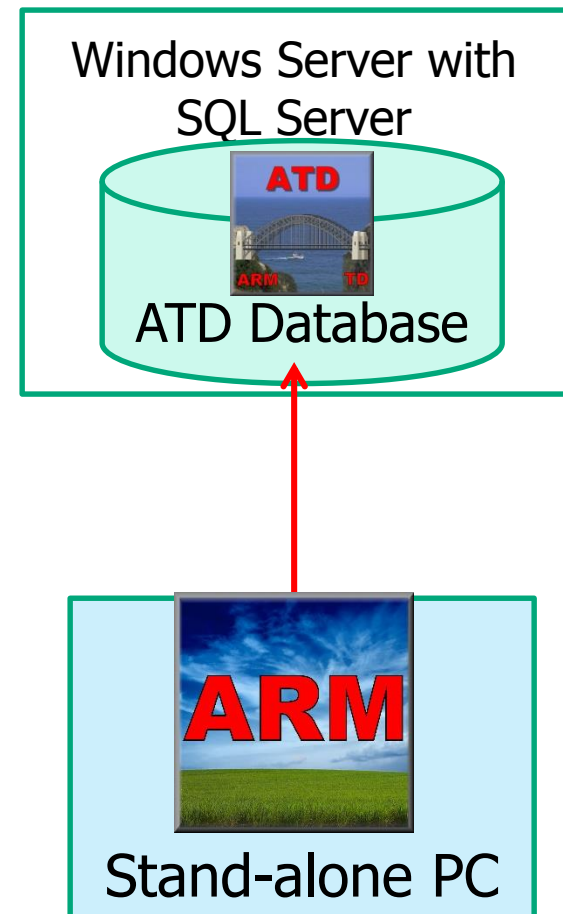 Windows Server with
SQL Server
ATD
ARM TD
ATD Database
ARM
Stand-alone PC